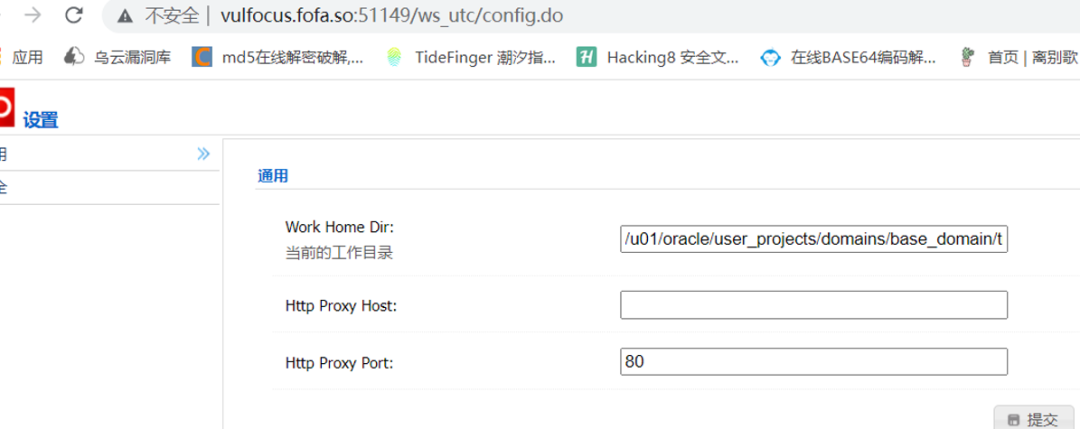 不安全 | vulfocus.fofa.so:51149/ws_utc/config.do
应用 乌云漏洞库 md5在线解密破解,... TideFinger 潮汐指... Hacking8 安全文... 在线BASE64编码解... 首页 | 离别歌
设置
用
全
通用
Work Home Dir: /u01/oracle/user_projects/domains/base_domain/t
当前的工作目录
Http Proxy Host:
Http Proxy Port: 80
提交